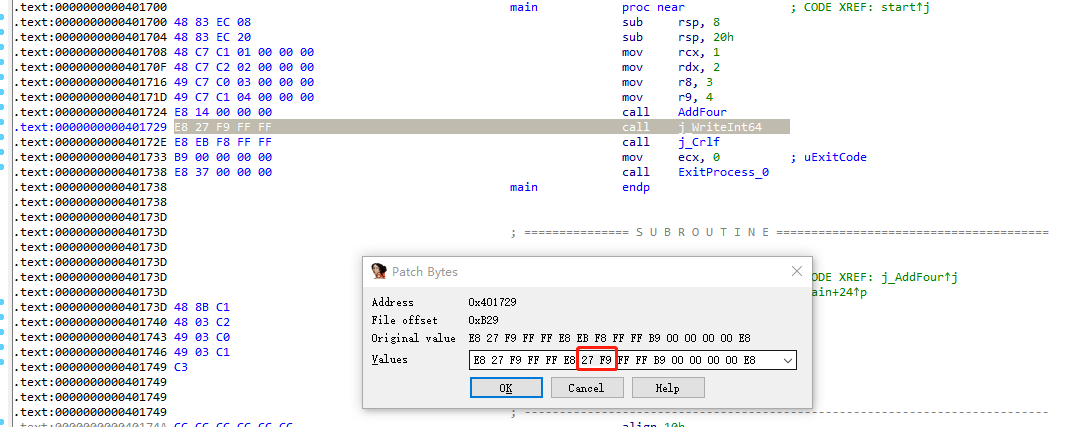 .text:0000000000401700 main proc near ; CODE XREF: start↑j
.text:0000000000401700 48 83 EC 08 sub rsp, 8
.text:0000000000401704 48 83 EC 20 sub rsp, 20h
.text:0000000000401708 48 C7 C1 01 00 00 00 mov rcx, 1
.text:000000000040170F 48 C7 C2 02 00 00 00 mov rdx, 2
.text:0000000000401716 49 C7 C0 03 00 00 00 mov r8, 3
.text:000000000040171D 49 C7 C1 04 00 00 00 mov r9, 4
.text:0000000000401724 E8 14 00 00 00 call AddFour
.text:0000000000401729 E8 27 F9 FF FF call j_WriteInt64
.text:000000000040172E E8 EB F8 FF FF call j_Crlf
.text:0000000000401733 B9 00 00 00 00 mov ecx, 0 ; uExitCode
.text:0000000000401738 E8 37 00 00 00 call ExitProcess_0
.text:0000000000401738 main endp
.text:0000000000401738
.text:000000000040173D
.text:000000000040173D ; =============== S U B R O U T I N E =======================================
.text:000000000040173D
.text:000000000040173D
.text:000000000040173D CODE XREF: j_AddFour↑j
.text:000000000040173D ain+24↑p
.text:000000000040173D 48 8B C1
.text:0000000000401740 48 03 C2
.text:0000000000401743 49 03 C0
.text:0000000000401746 49 03 C1
.text:0000000000401749 C3
.text:0000000000401749
.text:0000000000401749
.text:0000000000401749 ; ---------------------------------------------------------------------------
.text:000000000040174A CC CC CC CC CC CC align 10h
Patch Bytes
Address 0x401729
File offset 0xB29
Original value E8 27 F9 FF FF E8 EB F8 FF FF B9 00 00 00 00 E8
Values E8 27 F9 FF FF E8 27 F9 FF FF B9 00 00 00 00 E8
OK Cancel Help